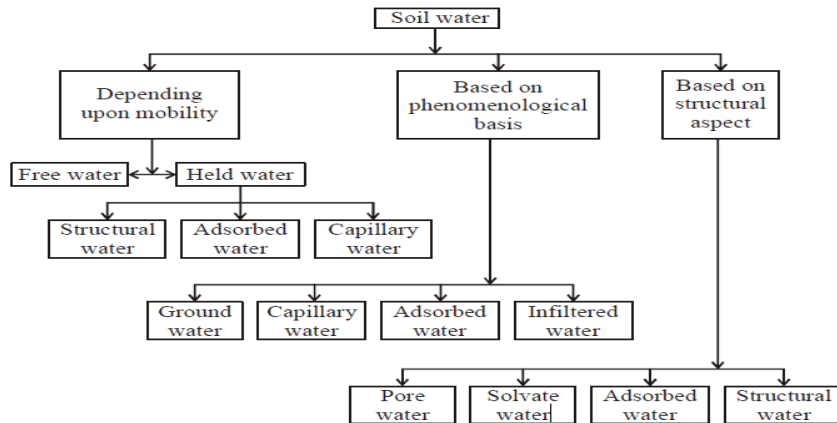 Soil water
Depending
upon mobility
Based on
phenomenological
basis
Based on
structural
aspect
Free water
Held water
Structural
water
Adsorbed
water
Capillary
water
Ground
water
Capillary
water
Adsorbed
water
Infiltered
water
Pore
water
Solvate
water
Adsorbed
water
Structural
water